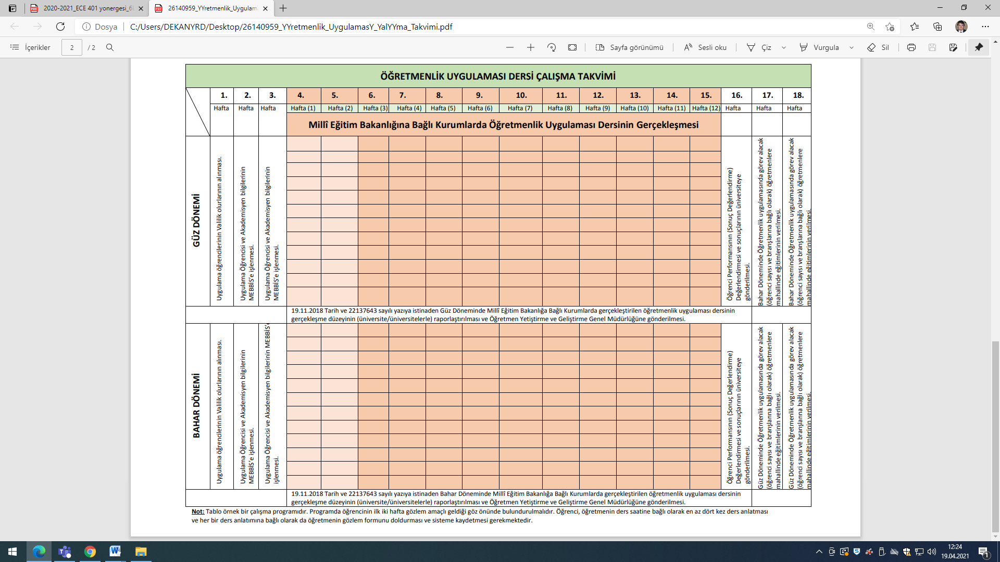 2020-2021_ECE 401 yonergesi_6
26140959_YYretmenlik_Uygulam
Dosya
C:/Users/DEKANYRD/Desktop/26140959_YYretmenlik_UygulamasY_YalYYma_Takvimi.pdf
İçerikler
2
/ 2
Sayfa görünümü
Sesli oku
Çiz
Vurgula
Sil
ÖĞRETMENLİK UYGULAMASI DERSİ ÇALIŞMA TAKVİMİ
1. 2. 3. 4. 5. 6. 7. 8. 9. 10. 11. 12. 13. 14. 15. 16. 17. 18.
Hafta Hafta Hafta Hafta (1) Hafta (2) Hafta (3) Hafta (4) Hafta (5) Hafta (6) Hafta (7) Hafta (8) Hafta (9) Hafta (10) Hafta (11) Hafta (12) Hafta Hafta Hafta
Millî Eğitim Bakanlığına Bağlı Kurumlarda Öğretmenlik Uygulaması Dersinin Gerçekleşmesi
GÜZ DÖNEMİ
Uygulama öğrencilerinin Valilik olurlarının alınması.
Uygulama Öğrencisi ve Akademisyen bilgilerinin
MEBBİS'e işlenmesi.
Uygulama Öğrencisi ve Akademisyen bilgilerinin
MEBBİS'e işlenmesi.
Öğrenci Performansının (Sonuç Değerlendirme)
Değerlendirmesi ve sonuçlarının üniversiteye
gönderilmesi.
Bahar Döneminde Öğretmenlik uygulamasında görev alacak
(öğrenci sayısı ve branşlarına bağlı olarak) öğretmenlere
mahallinde eğitimlerinin verilmesi.
Bahar Döneminde Öğretmenlik uygulamasında görev alacak
(öğrenci sayısı ve branşlarına bağlı olarak) öğretmenlere
mahallinde eğitimlerinin verilmesi.
19.11.2018 Tarih ve 22137643 sayılı yazıya istinaden Güz Döneminde Millî Eğitim Bakanlığa Bağlı Kurumlarda gerçekleştirilen öğretmenlik uygulaması dersinin
gerçekleşme düzeyinin (üniversite/üniversitelerle) raporlaştırılması ve Öğretmen Yetiştirme ve Geliştirme Genel Müdürlüğüne gönderilmesi.
BAHAR DÖNEMİ
Uygulama öğrencilerinin Valilik olurlarının alınması.
Uygulama Öğrencisi ve Akademisyen bilgilerinin
MEBBİS'e işlenmesi.
Uygulama Öğrencisi ve Akademisyen bilgilerinin MEBBİS'e
işlenmesi.
Öğrenci Performansının (Sonuç Değerlendirme)
Değerlendirmesi ve sonuçlarının üniversiteye
gönderilmesi.
Güz Döneminde Öğretmenlik uygulamasında görev alacak
(öğrenci sayısı ve branşlarına bağlı olarak) öğretmenlere
mahallinde eğitimlerinin verilmesi.
Güz Döneminde Öğretmenlik uygulamasında görev alacak
(öğrenci sayısı ve branşlarına bağlı olarak) öğretmenlere
mahallinde eğitimlerinin verilmesi.
19.11.2018 Tarih ve 22137643 sayılı yazıya istinaden Bahar Döneminde Millî Eğitim Bakanlığa Bağlı Kurumlarda gerçekleştirilen öğretmenlik uygulaması dersinin
gerçekleşme düzeyinin (üniversite/üniversitelerle) raporlaştırılması ve Öğretmen Yetiştirme ve Geliştirme Genel Müdürlüğüne gönderilmesi.
Not: Tablo örnek bir çalışma programıdır. Programda öğrencinin ilk iki hafta gözlem amaçlı geldiği göz önünde bulundurulmalıdır. Öğrenci, öğretmenin ders saatine bağlı olarak en az dört kez ders anlatması
ve her bir ders anlatımına bağlı olarak da öğretmenin gözlem formunu doldurması ve sisteme kaydetmesi gerekmektedir.
12:24
19.04.2021
1